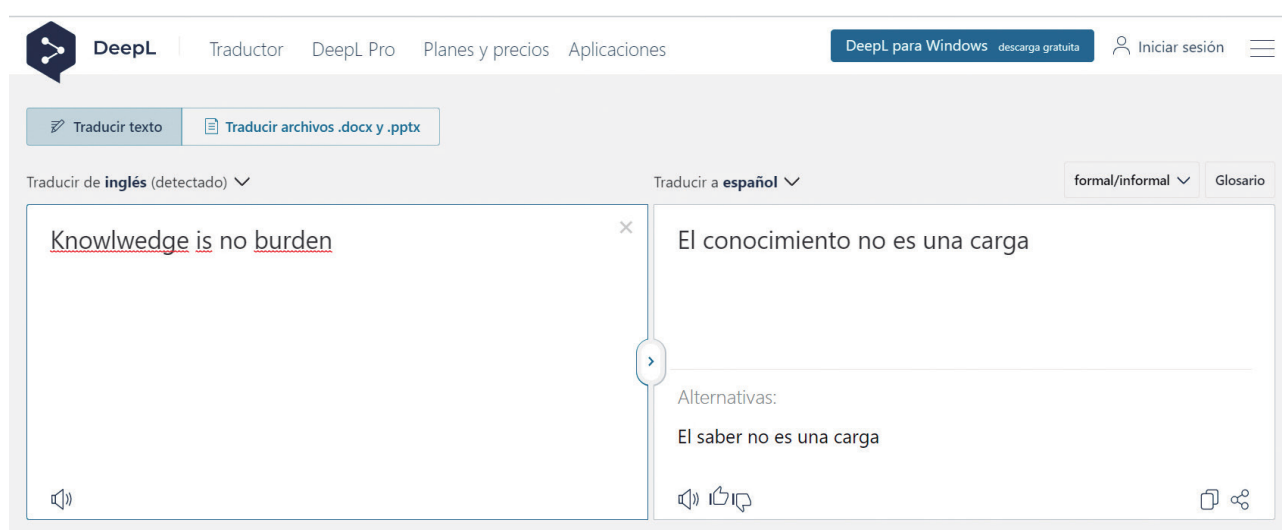 DeepL Traductor DeepL Pro Planes y precios Aplicaciones DeepL para Windows descarga gratuita Iniciar sesión
Traducir texto Traducir archivos .docx y .pptx
Traducir de inglés (detectado) Traducir a español formal/informal Glosario
Knowlwedge is no burden
El conocimiento no es una carga
Alternativas:
El saber no es una carga